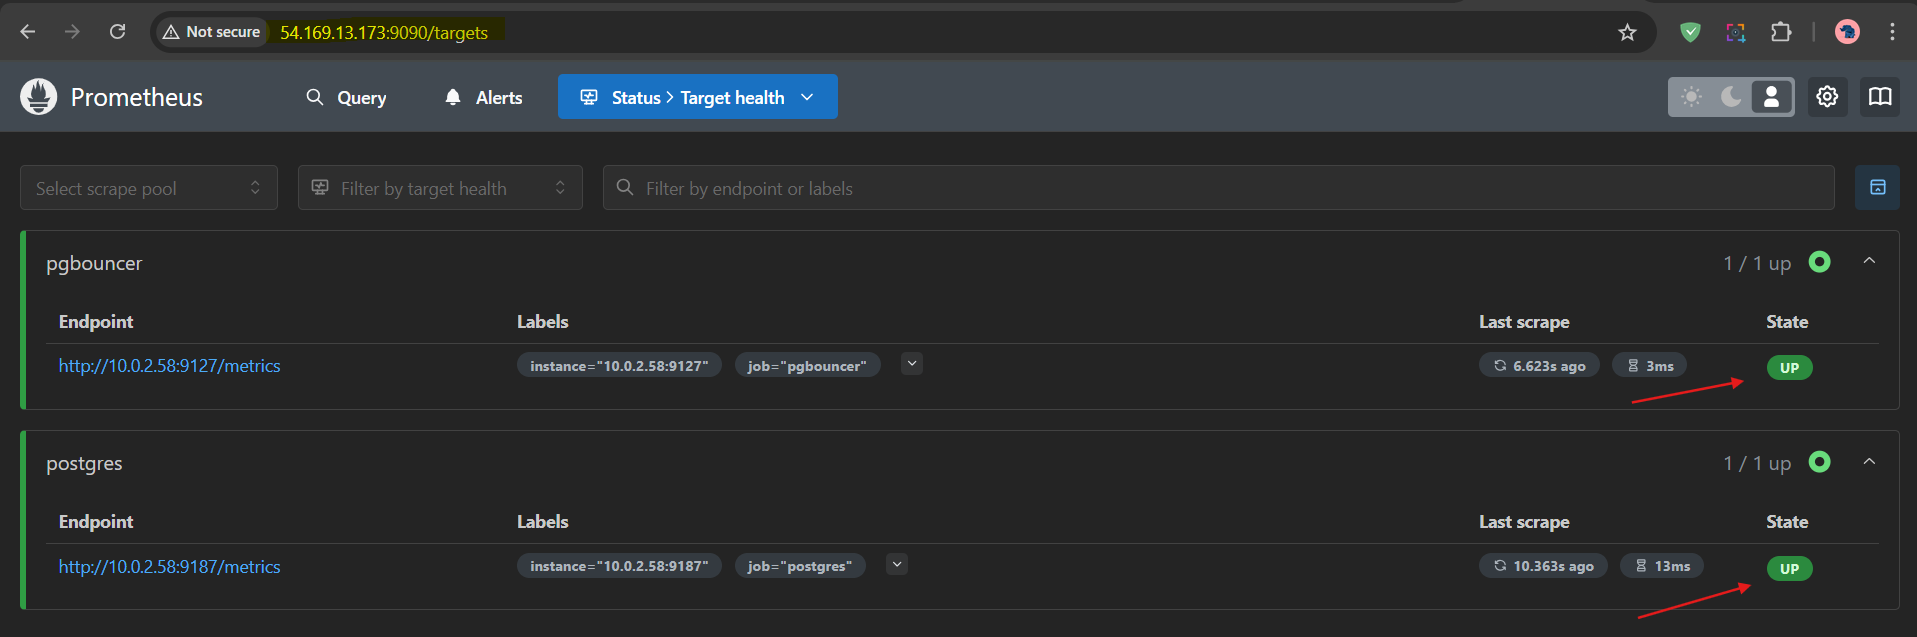 Not secure 54.169.13.173:9090/targets
Prometheus Query Alerts Status > Target health
Select scrape pool Filter by target health Filter by endpoint or labels
pgbouncer 1 / 1 up
Endpoint Labels Last scrape State
http://10.0.2.58:9127/metrics instance="10.0.2.58:9127" job="pgbouncer" 6.623s ago 3ms UP
postgres 1 / 1 up
Endpoint Labels Last scrape State
http://10.0.2.58:9187/metrics instance="10.0.2.58:9187" job="postgres" 10.363s ago 13ms UP